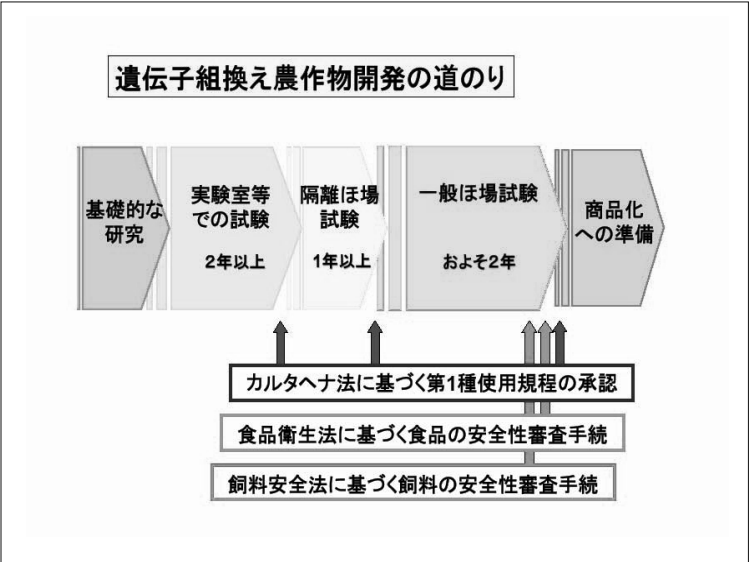 遺伝子組換え農作物開発の道のり
基礎的な
研究
実験室等
での試験
2年以上
隔離ほ場
試験
1年以上
一般ほ場試験
およそ2年
商品化
への準備
カルタヘナ法に基づく第1種使用規程の承認
食品衛生法に基づく食品の安全性審査手続
飼料安全法に基づく飼料の安全性審査手続